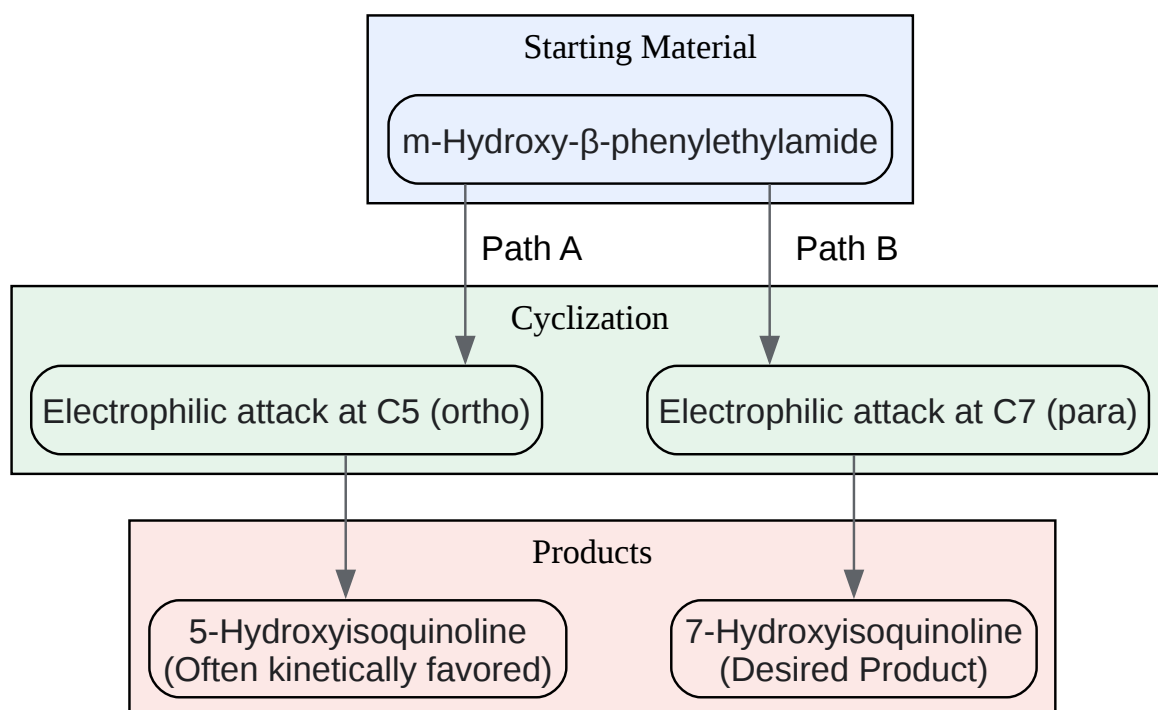 Starting Material
m-Hydroxy-β-phenylethylamide
Path A
Path B
Cyclization
Electrophilic attack at C5 (ortho)
Electrophilic attack at C7 (para)
Products
5-Hydroxyisoquinoline
(Often kinetically favored)
7-Hydroxyisoquinoline
(Desired Product)